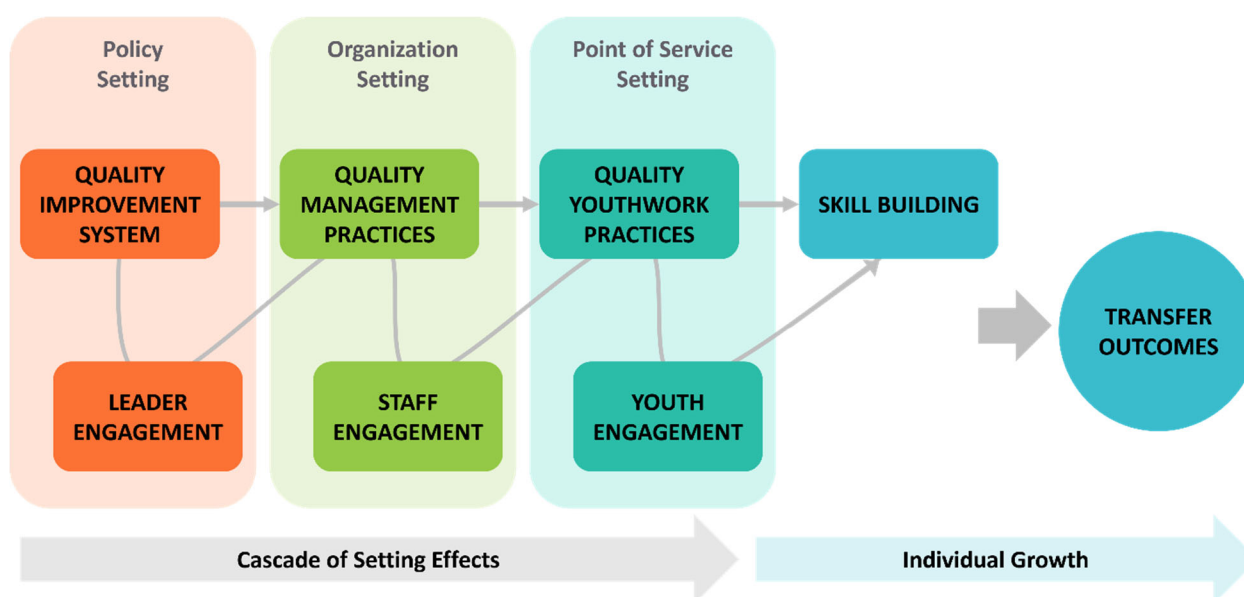 Policy
Setting
Organization
Setting
Point of Service
Setting
QUALITY
IMPROVEMENT
SYSTEM
QUALITY
MANAGEMENT
PRACTICES
QUALITY
YOUTHWORK
PRACTICES
SKILL BUILDING
TRANSFER
OUTCOMES
LEADER
ENGAGEMENT
STAFF
ENGAGEMENT
YOUTH
ENGAGEMENT
Cascade of Setting Effects
Individual Growth